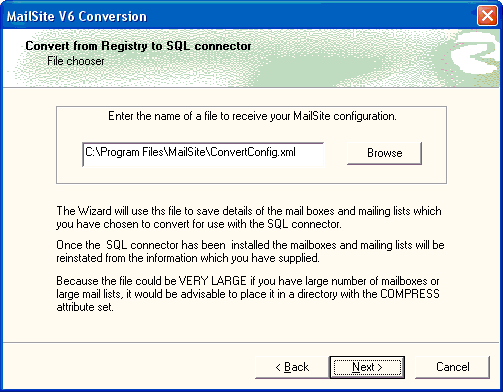 MailSite V6 Conversion
Convert from Registry to SQL connector
File chooser
Enter the name of a file to receive your MailSite configuration.
C:\Program Files\MailSite\ConvertConfig.xml
Browse
The Wizard will use ths file to save details of the mail boxes and mailing lists which
you have chosen to convert for use with the SQL connector.
Once the SQL connector has been installed the mailboxes and mailing lists will be
reinstated from the information which you have supplied.
Because the file could be VERY LARGE if you have large number of mailboxes or
large mail lists, it would be advisable to place it in a directory with the COMPRESS
attribute set.
< Back Next > Cancel